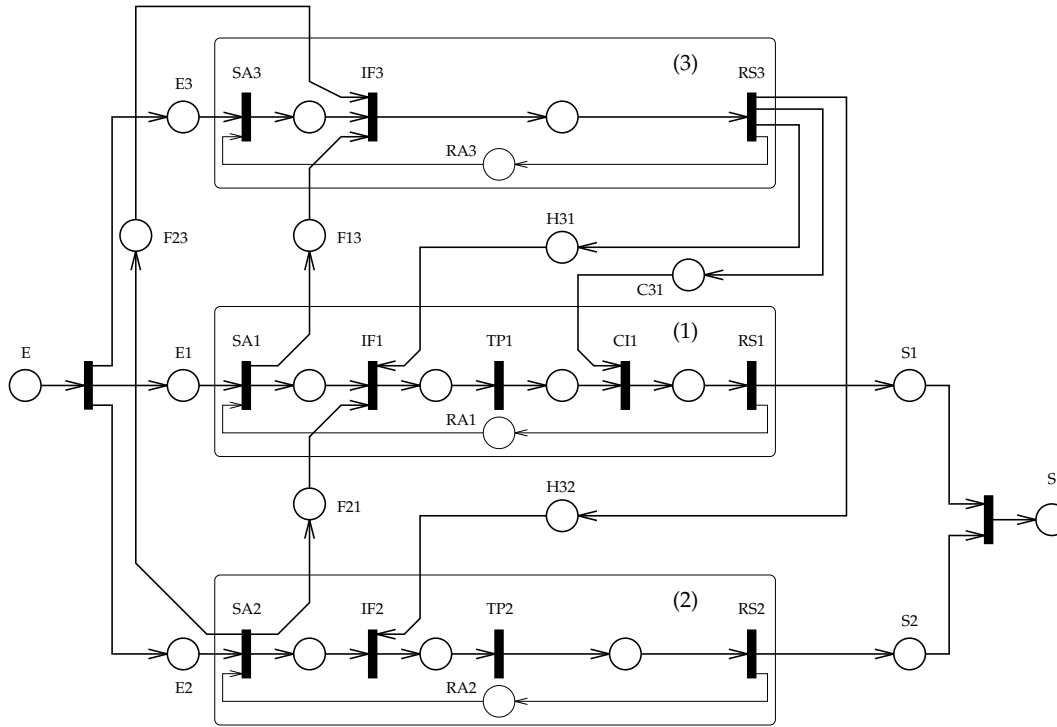 (3)
SA3
IF3
RS3
E3
RA3
F23
F13
H31
C31
(1)
E
E1
SA1
IF1
TP1
CI1
RS1
S1
RA1
S
F21
H32
(2)
SA2
IF2
TP2
RS2
S2
E2
RA2